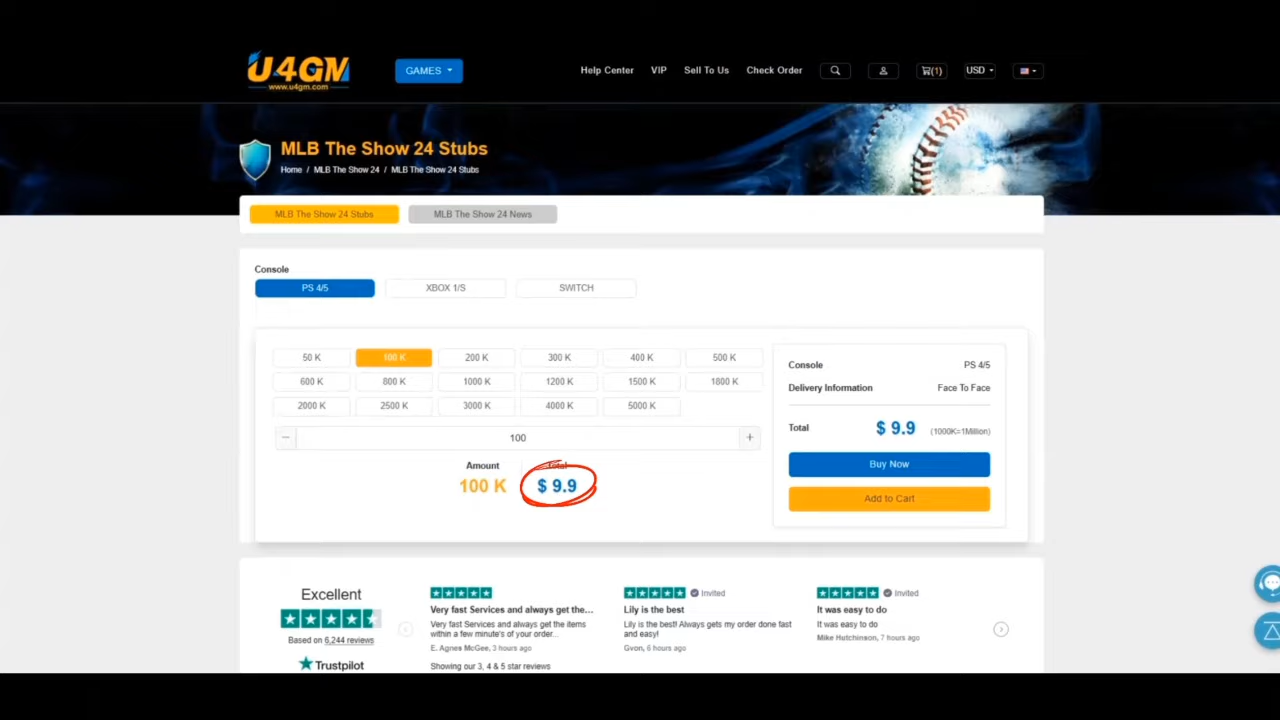 U4GM
www.u4gm.com
GAMES
Help Center VIP Sell To Us Check Order (1) USD
MLB The Show 24 Stubs
Home / MLB The Show 24 / MLB The Show 24 Stubs
MLB The Show 24 Stubs MLB The Show 24 News
Console
PS 4/5 XBOX 1/S SWITCH
50 K 100 K 200 K 300 K 400 K 500 K
600 K 800 K 1000 K 1200 K 1500 K 1800 K
2000 K 2500 K 3000 K 4000 K 5000 K
− 100 +
Amount Total
100 K $ 9.9
Console PS 4/5
Delivery Information Face To Face
Total $ 9.9 (1000K=1Million)
Buy Now
Add to Cart
Excellent
Based on 6,244 reviews
Trustpilot
Very fast Services and always get the...
Very fast Services and always get the items
within a few minute's of your order...
E. Agnes McGee, 3 hours ago
Showing our 3, 4 & 5 star reviews
Invited
Lily is the best
Lily is the best! Always gets my order done fast
and easy!
Gvon, 6 hours ago
Invited
It was easy to do
It was easy to do
Mike Hutchinson, 7 hours ago